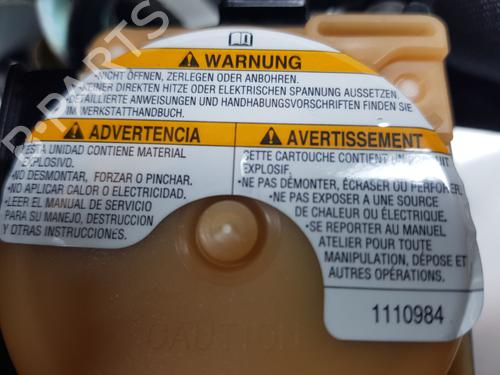 WARNUNG
•NICHT ÖFFNEN, ZERLEGEN ODER ANBOHREN.
•KEINER DIREKTEN HITZE ODER ELEKTRISCHEN SPANNUNG AUSSETZEN.
•DETAILLIERTE ANWEISUNGEN UND HANDHABUNGSVORSCHRIFTEN FINDEN SIE
IM WERKSTATTHANDBUCH.
ADVERTENCIA
ESTA UNIDAD CONTIENE MATERIAL
EXPLOSIVO.
•NO DESMONTAR, FORZAR O PINCHAR.
•NO APLICAR CALOR O ELECTRICIDAD.
•LEER EL MANUAL DE SERVICIO
PARA SU MANEJO, DESTRUCCION
Y OTRAS INSTRUCCIONES.
AVERTISSEMENT
CETTE CARTOUCHE CONTIENT UN PRODUIT
EXPLOSIF.
•NE PAS DÉMONTER, ÉCRASER OU PERFORER.
•NE PAS EXPOSER A UNE SOURCE
DE CHALEUR OU ÉLECTRIQUE.
•SE REPORTER AU MANUEL
ATELIER POUR TOUTE
MANIPULATION, DÉPOSE ET
AUTRES OPÉRATIONS.
1110984
CAUTION